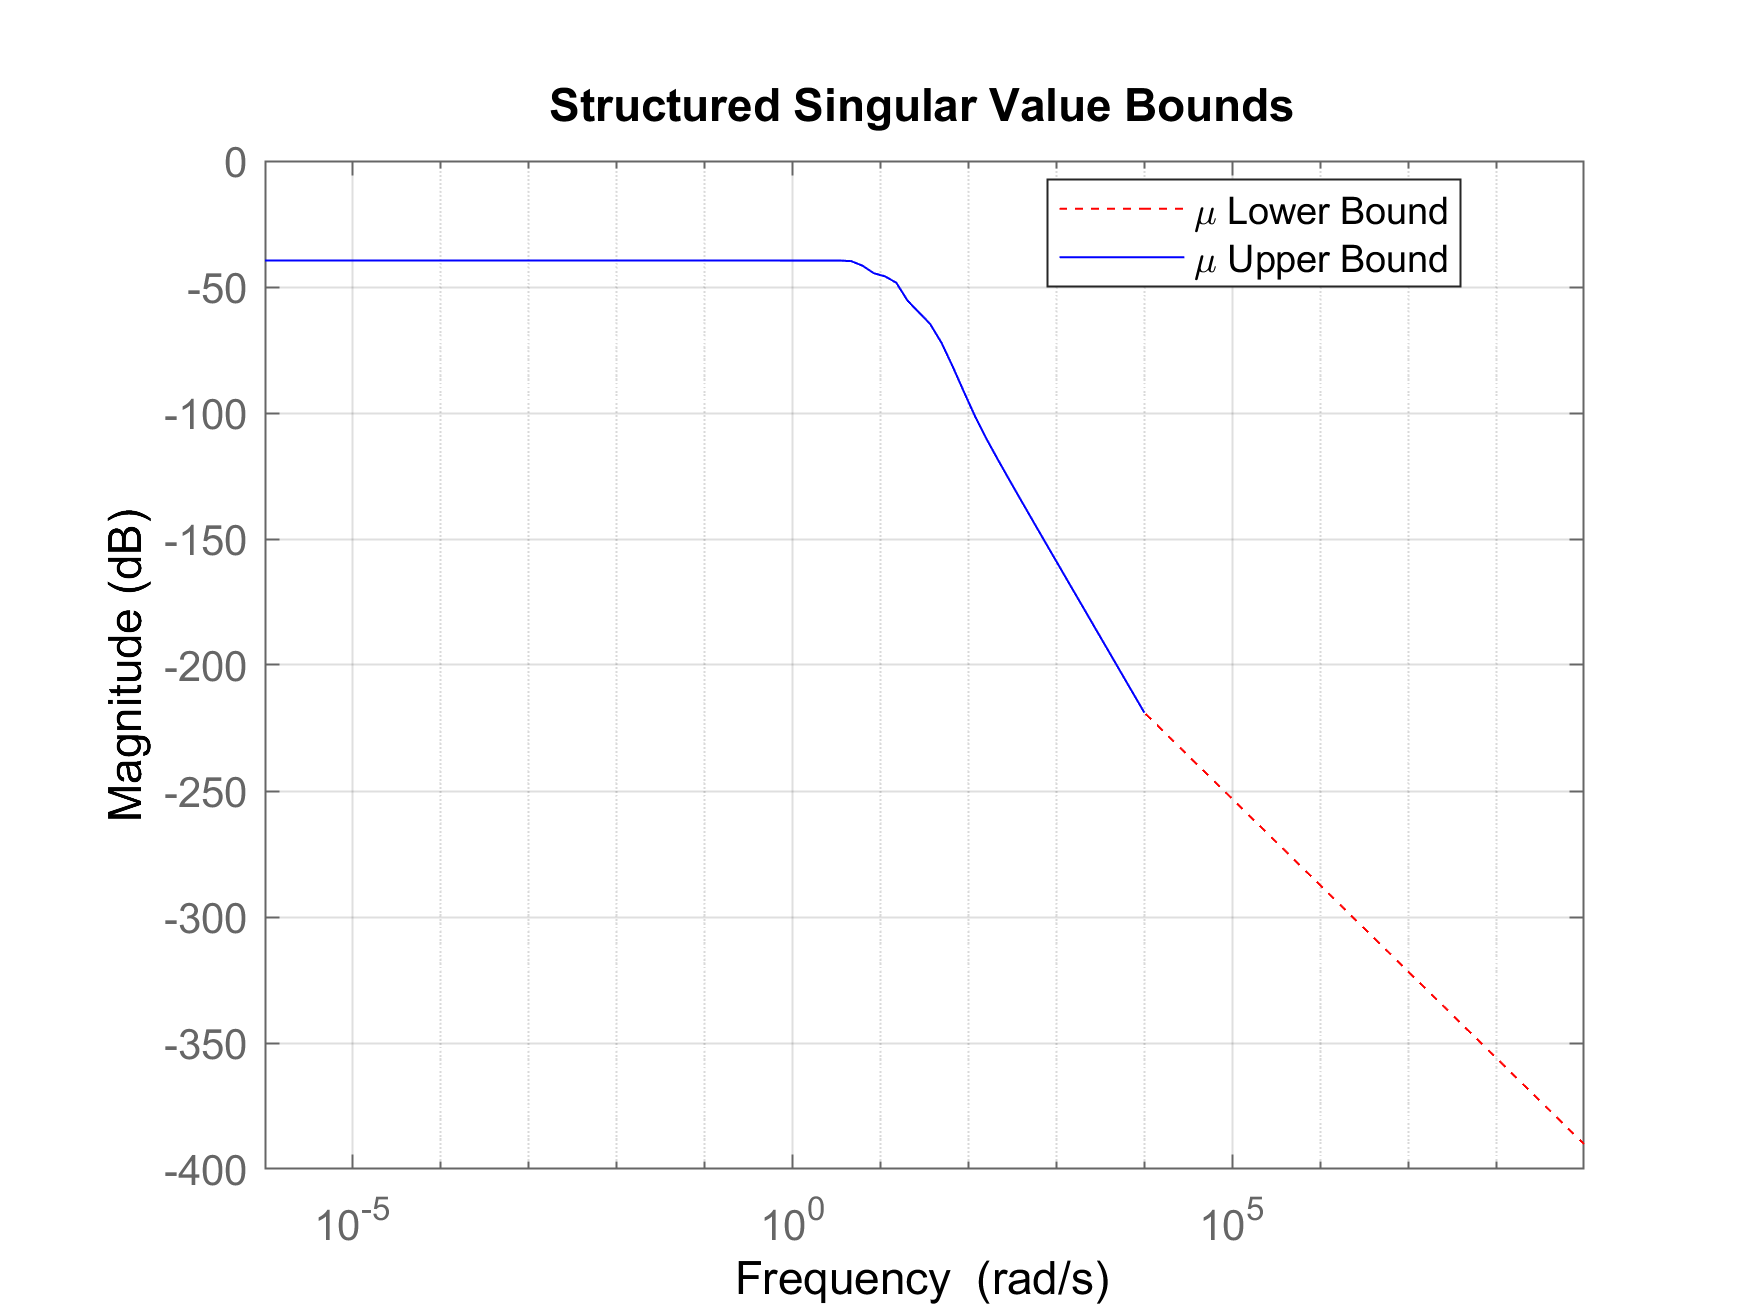 Structured Singular Value Bounds
μ Lower Bound
μ Upper Bound
0
-50
-100
-150
-200
-250
-300
-350
-400
Magnitude (dB)
10^-5 10^0 10^5
Frequency (rad/s)